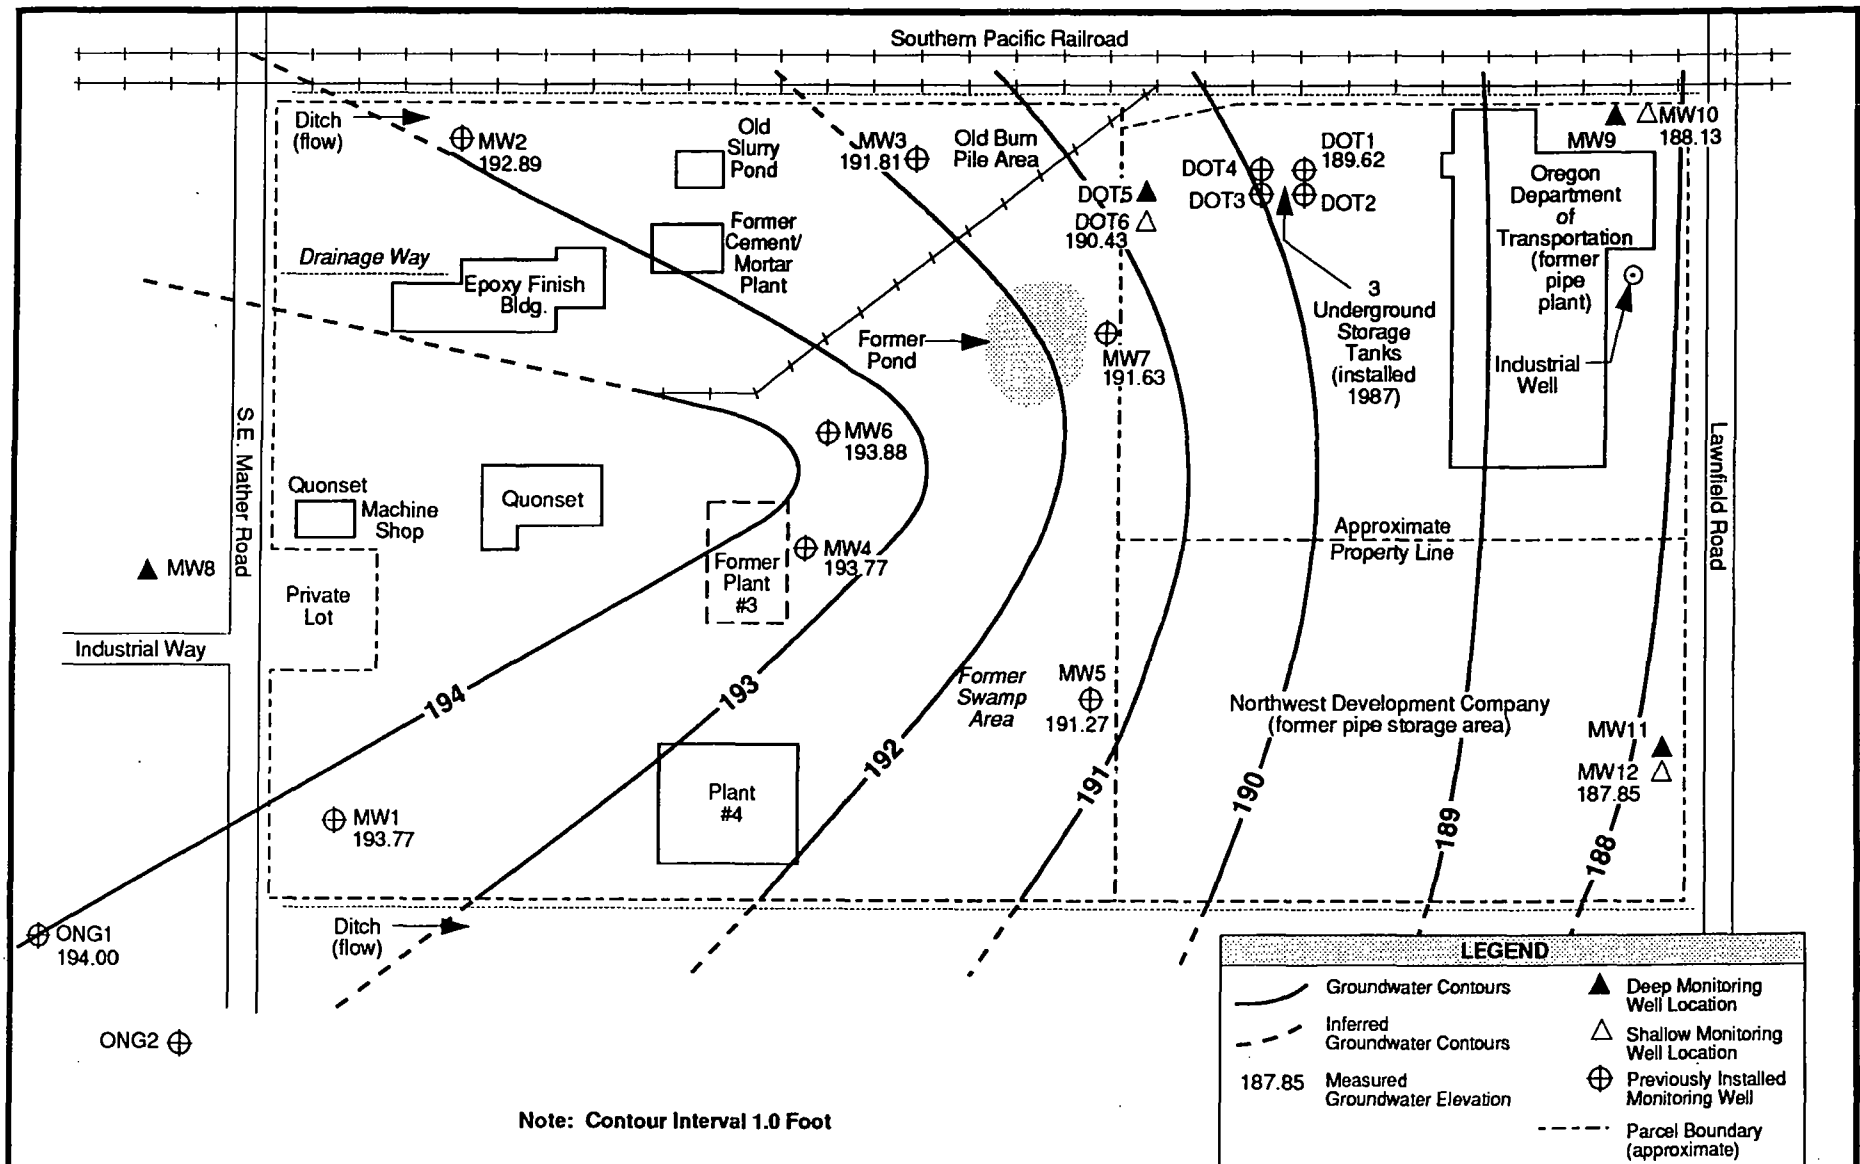 Southern Pacific Railroad
Ditch
(flow)
MW2
192.89
Old
Slurry
Pond
MW3
191.81
Old Burn
Pile Area
DOT1
189.62
DOT4
DOT3
DOT2
DOT5
DOT6
190.43
MW9
MW10
188.13
Oregon
Department
of
Transportation
(former
pipe
plant)
Former
Cement/
Mortar
Plant
Drainage Way
Epoxy Finish
Bldg.
Former
Pond
MW7
191.63
3
Underground
Storage
Tanks
(installed
1987)
Industrial
Well
S.E. Mather Road
Lawnfield Road
MW6
193.88
Quonset
Machine
Shop
Quonset
MW8
Private
Lot
Industrial Way
Former
Plant
#3
MW4
193.77
Approximate
Property Line
Former
Swamp
Area
MW5
191.27
Northwest Development Company
(former pipe storage area)
MW11
MW12
187.85
194
193
192
191
190
189
188
Plant
#4
MW1
193.77
ONG1
194.00
Ditch
(flow)
ONG2
Note: Contour Interval 1.0 Foot
LEGEND
Groundwater Contours
Inferred
Groundwater Contours
187.85 Measured
Groundwater Elevation
Deep Monitoring
Well Location
Shallow Monitoring
Well Location
Previously Installed
Monitoring Well
Parcel Boundary
(approximate)